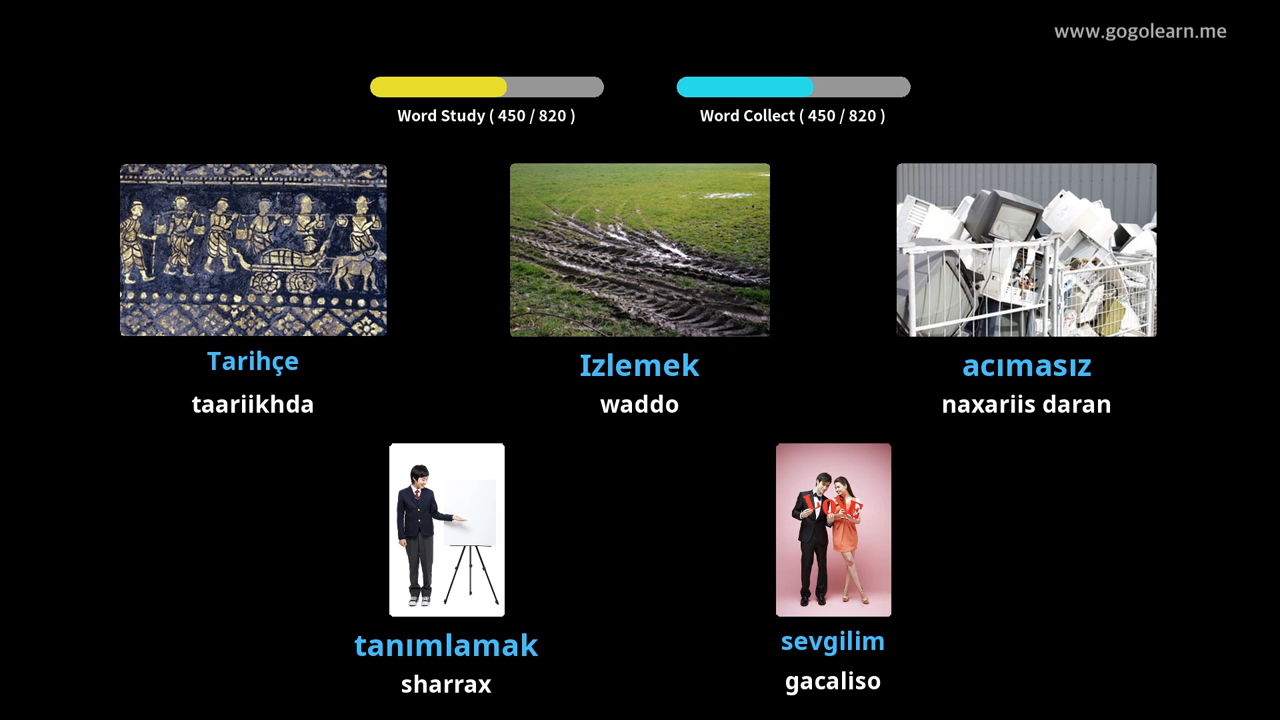 www.gogolearn.me
Word Study ( 450 / 820 )
Word Collect ( 450 / 820 )
Tarihçe
taariikhda
Izlemek
waddo
acımasız
naxariis daran
tanımlamak
sharrax
LOVE
sevgilim
gacaliso